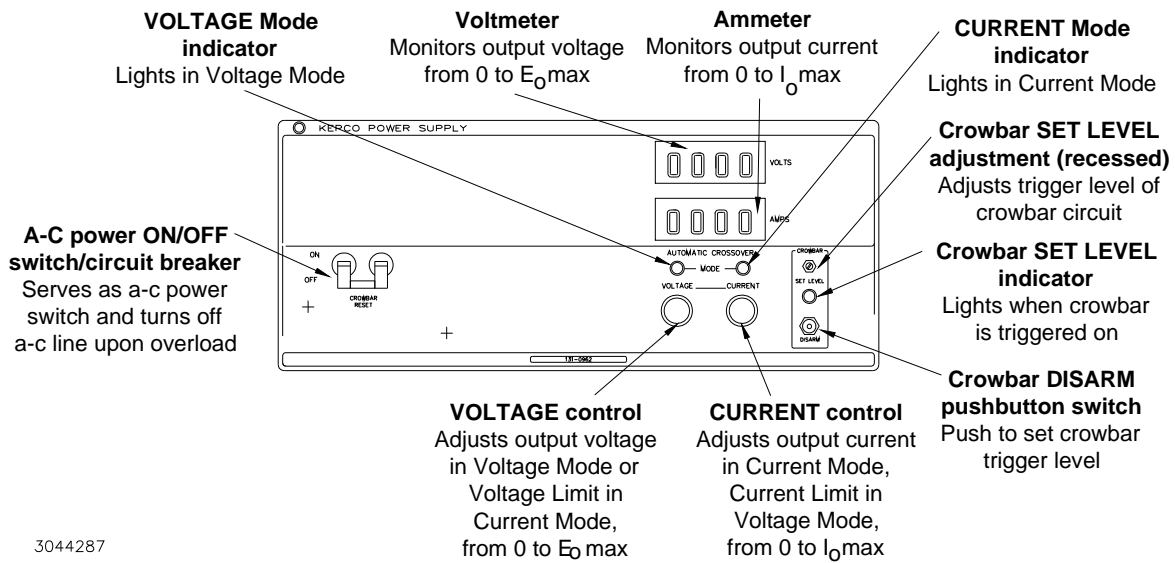 VOLTAGE Mode
indicator
Lights in Voltage Mode
Voltmeter
Monitors output voltage
from 0 to Eomax
Ammeter
Monitors output current
from 0 to Iomax
CURRENT Mode
indicator
Lights in Current Mode
KEPCO POWER SUPPLY
VOLTS
AMPS
AUTOMATIC CROSSOVER
MODE
VOLTAGE
CURRENT
ON
OFF
CROWBAR
RESET
CROWBAR
SET LEVEL
DISARM
131-0962
A-C power ON/OFF
switch/circuit breaker
Serves as a-c power
switch and turns off
a-c line upon overload
Crowbar SET LEVEL
adjustment (recessed)
Adjusts trigger level of
crowbar circuit
Crowbar SET LEVEL
indicator
Lights when crowbar
is triggered on
Crowbar DISARM
pushbutton switch
Push to set crowbar
trigger level
VOLTAGE control
Adjusts output voltage
in Voltage Mode or
Voltage Limit in
Current Mode,
from 0 to Eo max
CURRENT control
Adjusts output current
in Current Mode,
Current Limit in
Voltage Mode,
from 0 to Iomax
3044287